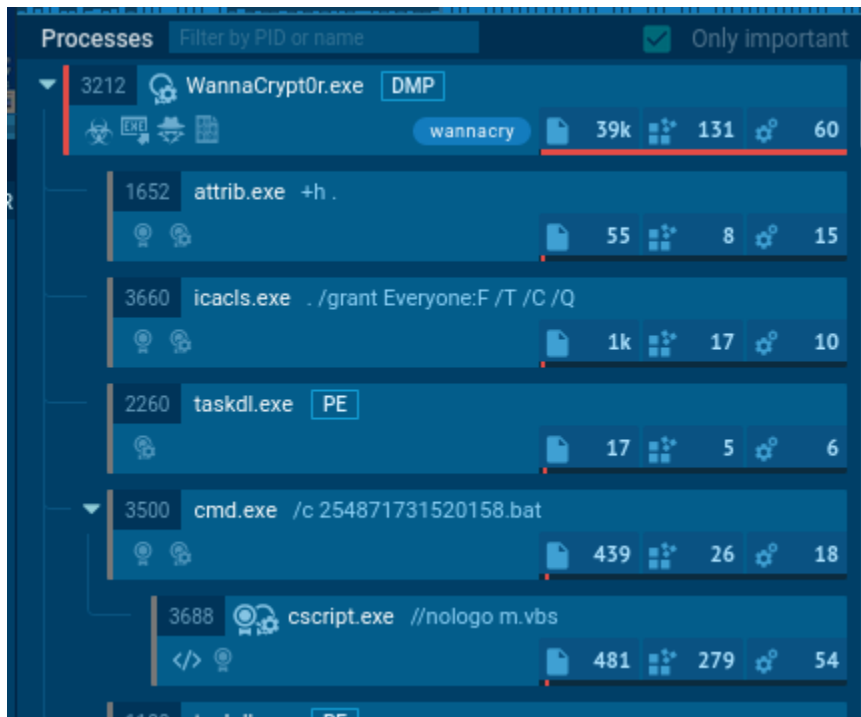 Processes Filter by PID or name Only important
3212 WannaCrypt0r.exe DMP
wannacry 39k 131 60
1652 attrib.exe +h .
55 8 15
3660 icacls.exe . /grant Everyone:F /T /C /Q
1k 17 10
2260 taskdl.exe PE
17 5 6
3500 cmd.exe /c 254871731520158.bat
439 26 18
3688 cscript.exe //nologo m.vbs
</> 481 279 54
PE